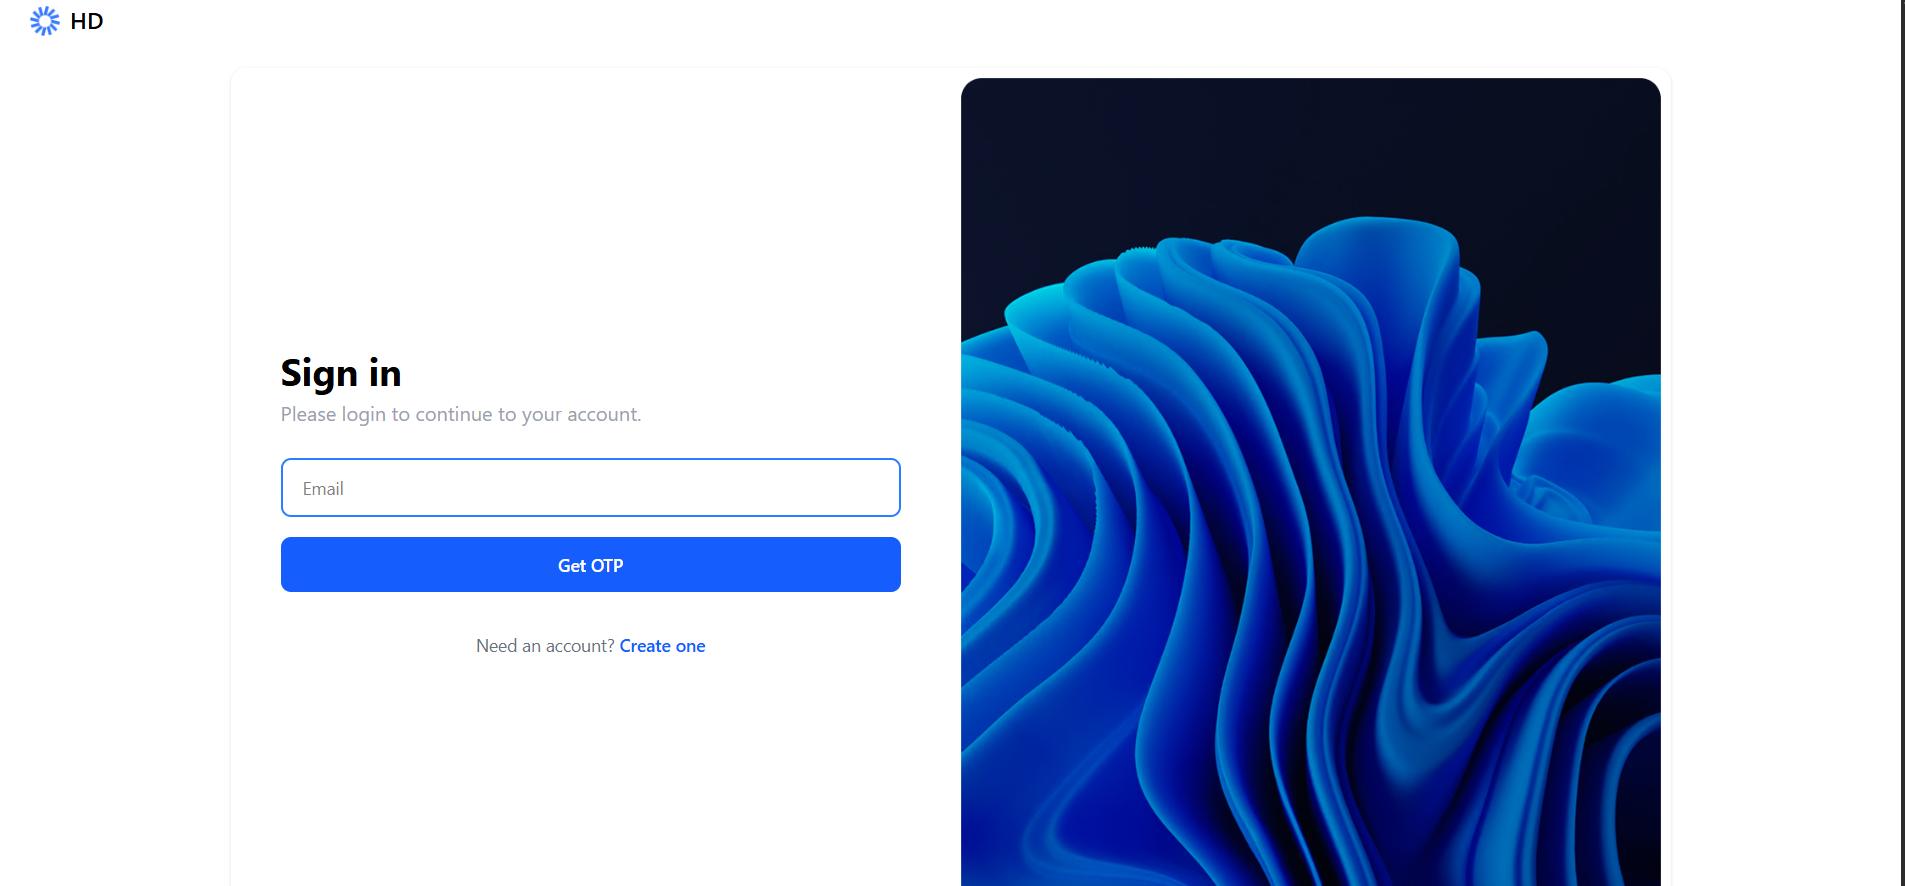 HD
Sign in
Please login to continue to your account.
Email
Get OTP
Need an account? Create one